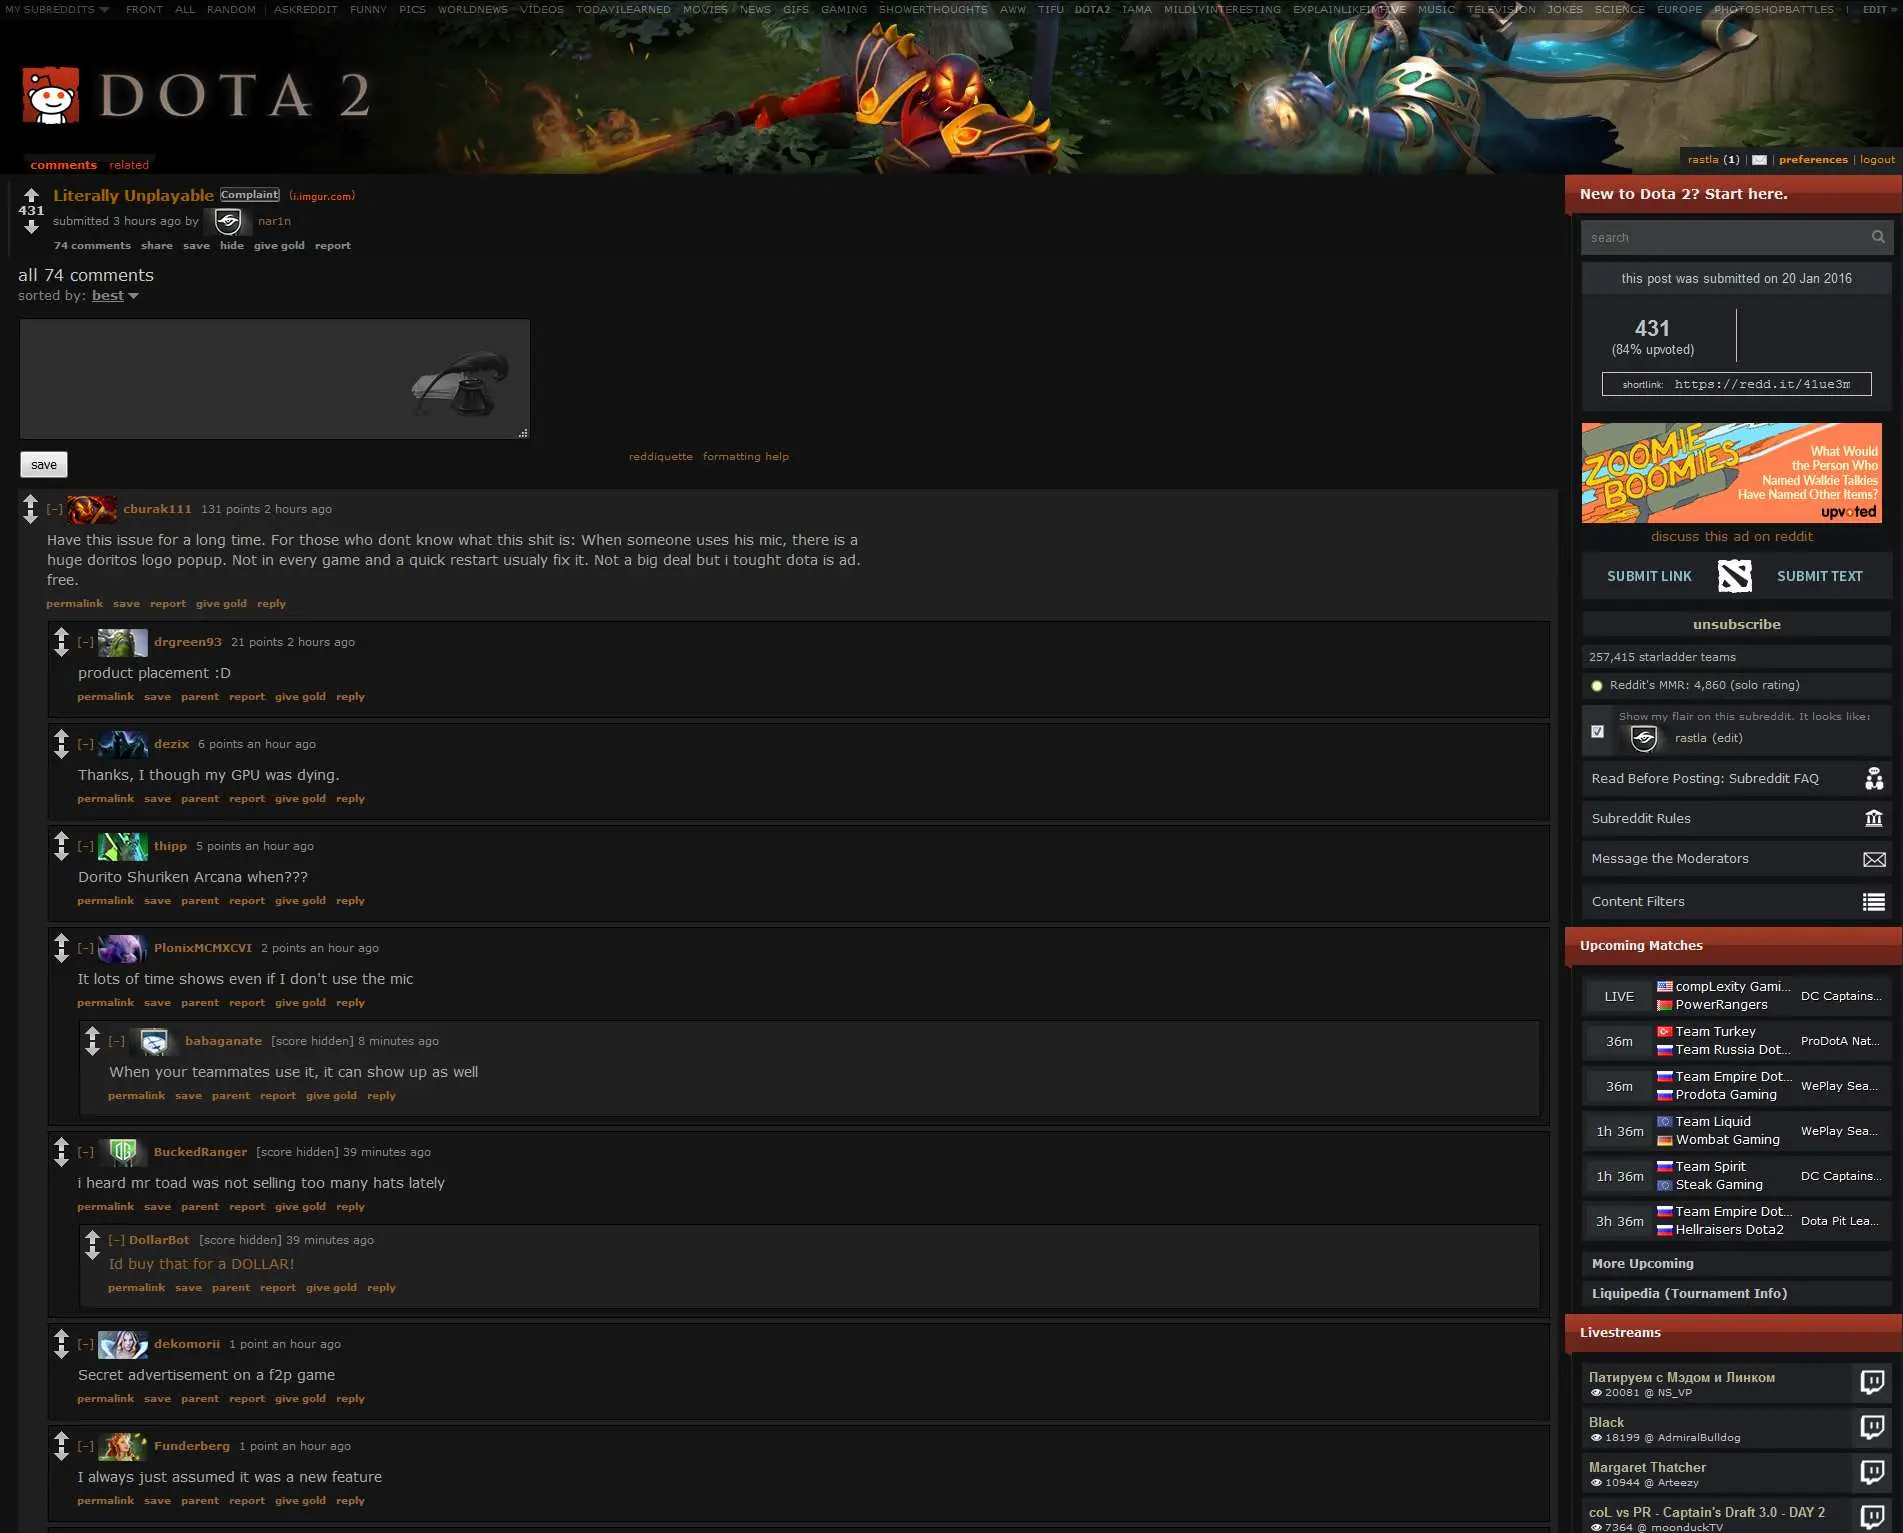 MY SUBREDDITS FRONT ALL RANDOM | ASKREDDIT FUNNY PICS WORLDNEWS VIDEOS TODAYILEARNED MOVIES NEWS GIFS GAMING SHOWERTHOUGHTS AWW TIFU DOTA2 IAMA MILDLYINTERESTING EXPLAINLIKEIMFIVE MUSIC TELEVISION JOKES SCIENCE EUROPE PHOTOSHOPBATTLES | EDIT »
DOTA 2
comments related
rastla (1) | | preferences | logout
Literally Unplayable Complaint (i.imgur.com)
431
submitted 3 hours ago by nar1n
74 comments share save hide give gold report
all 74 comments
sorted by: best
save
reddiquette formatting help
[–] cburak111 131 points 2 hours ago
Have this issue for a long time. For those who dont know what this shit is: When someone uses his mic, there is a
huge doritos logo popup. Not in every game and a quick restart usualy fix it. Not a big deal but i tought dota is ad.
free.
permalink save report give gold reply
[–] drgreen93 21 points 2 hours ago
product placement :D
permalink save parent report give gold reply
[–] dezix 6 points an hour ago
Thanks, I though my GPU was dying.
permalink save parent report give gold reply
[–] thipp 5 points an hour ago
Dorito Shuriken Arcana when???
permalink save parent report give gold reply
[–] PlonixMCMXCVI 2 points an hour ago
It lots of time shows even if I don't use the mic
permalink save parent report give gold reply
[–] babaganate [score hidden] 8 minutes ago
When your teammates use it, it can show up as well
permalink save parent report give gold reply
[–] BuckedRanger [score hidden] 39 minutes ago
i heard mr toad was not selling too many hats lately
permalink save parent report give gold reply
[–] DollarBot [score hidden] 39 minutes ago
Id buy that for a DOLLAR!
permalink save parent report give gold reply
[–] dekomorii 1 point an hour ago
Secret advertisement on a f2p game
permalink save parent report give gold reply
[–] Funderberg 1 point an hour ago
I always just assumed it was a new feature
permalink save parent report give gold reply
New to Dota 2? Start here.
search
this post was submitted on 20 Jan 2016
431
(84% upvoted)
shortlink: https://redd.it/41ue3m
ZOOMIE
BOOMIES
What Would
the Person Who
Named Walkie Talkies
Have Named Other Items?
upvoted
discuss this ad on reddit
SUBMIT LINK SUBMIT TEXT
unsubscribe
257,415 starladder teams
Reddit's MMR: 4,860 (solo rating)
Show my flair on this subreddit. It looks like:
rastla (edit)
Read Before Posting: Subreddit FAQ
Subreddit Rules
Message the Moderators
Content Filters
Upcoming Matches
LIVE compLexity Gami... PowerRangers DC Captains...
36m Team Turkey Team Russia Dot... ProDotA Nat...
36m Team Empire Dot... Prodota Gaming WePlay Sea...
1h 36m Team Liquid Wombat Gaming WePlay Sea...
1h 36m Team Spirit Steak Gaming DC Captains...
3h 36m Team Empire Dot... Hellraisers Dota2 Dota Pit Lea...
More Upcoming
Liquipedia (Tournament Info)
Livestreams
Патируем с Мэдом и Линком
20081 @ NS_VP
Black
18199 @ AdmiralBulldog
Margaret Thatcher
10944 @ Arteezy
coL vs PR - Captain's Draft 3.0 - DAY 2
7364 @ moonduckTV